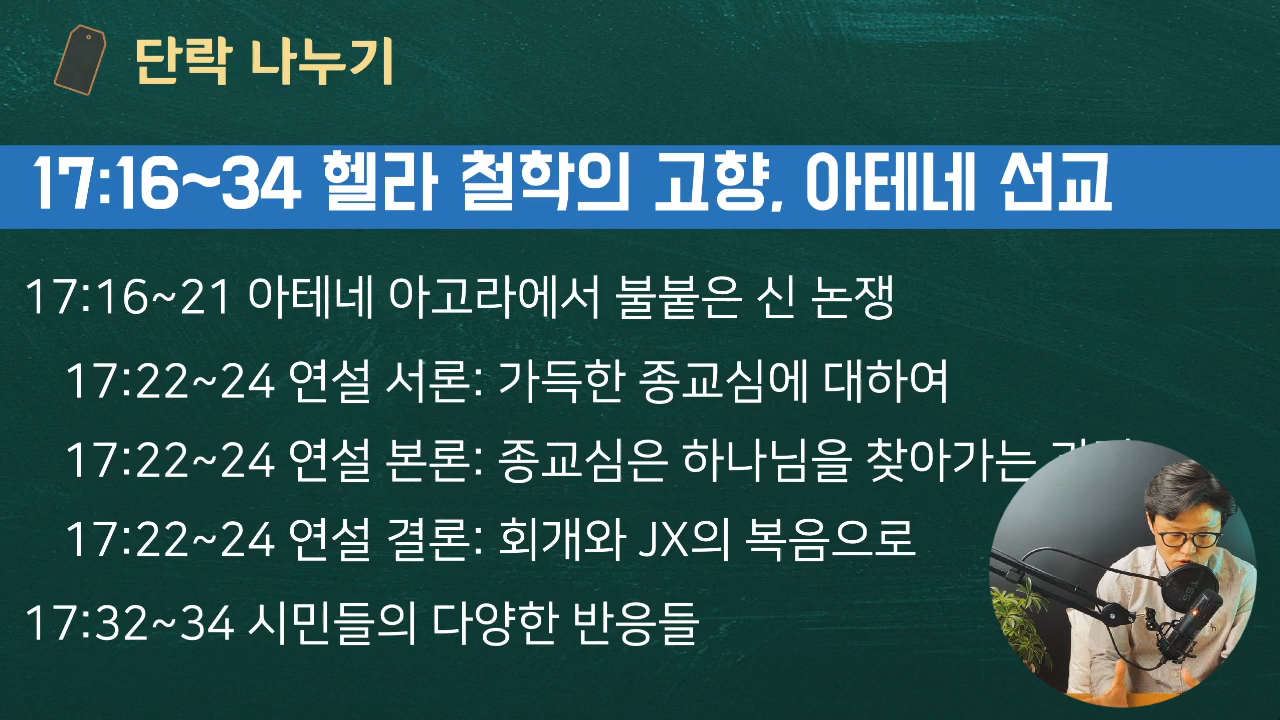 단락 나누기
17:16~34 헬라 철학의 고향, 아테네 선교
17:16~21 아테네 아고라에서 불붙은 신 논쟁
17:22~24 연설 서론: 가득한 종교심에 대하여
17:22~24 연설 본론: 종교심은 하나님을 찾아가는
17:22~24 연설 결론: 회개와 JX의 복음으로
17:32~34 시민들의 다양한 반응들